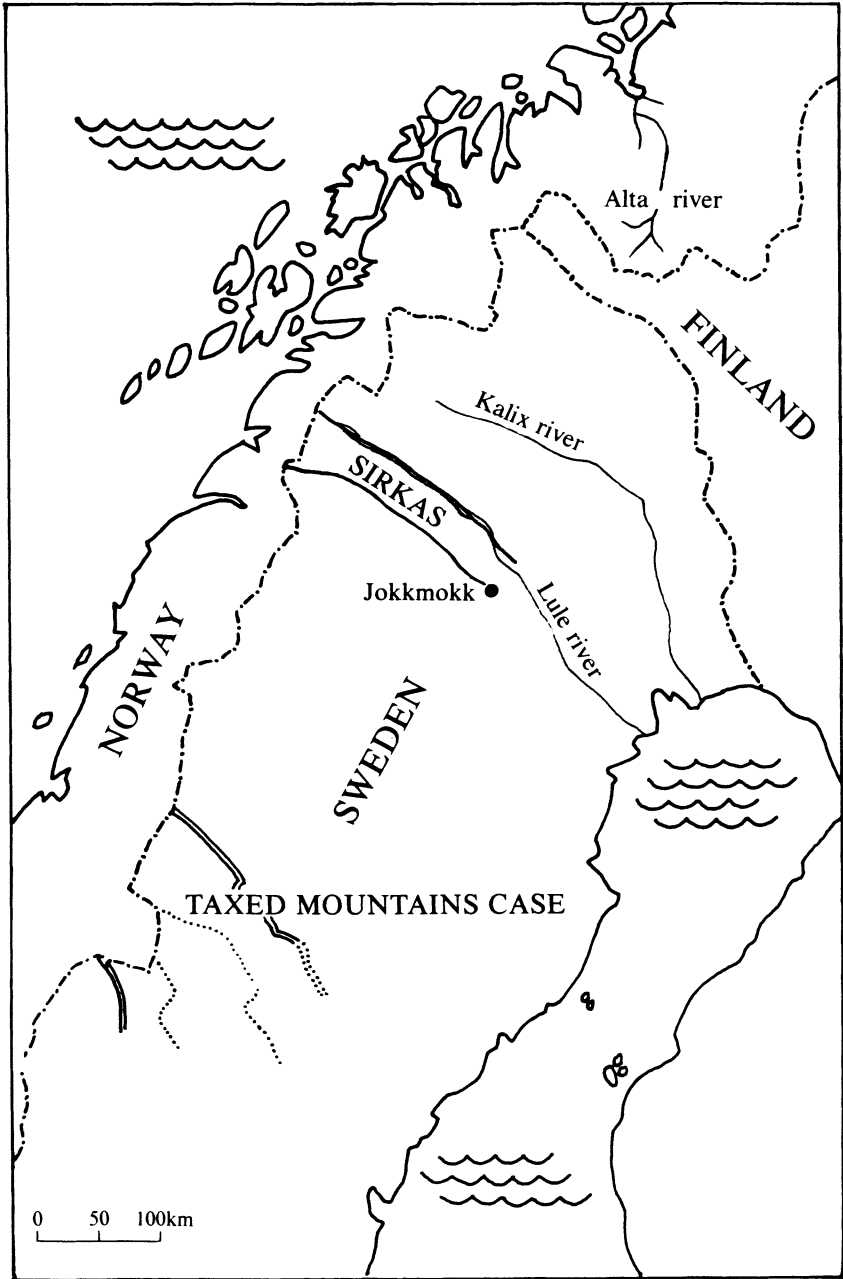 Alta river
FINLAND
Kalix river
SIRKAS
Jokkmokk
Lule river
NORWAY
SWEDEN
TAXED MOUNTAINS CASE
0 50 100km